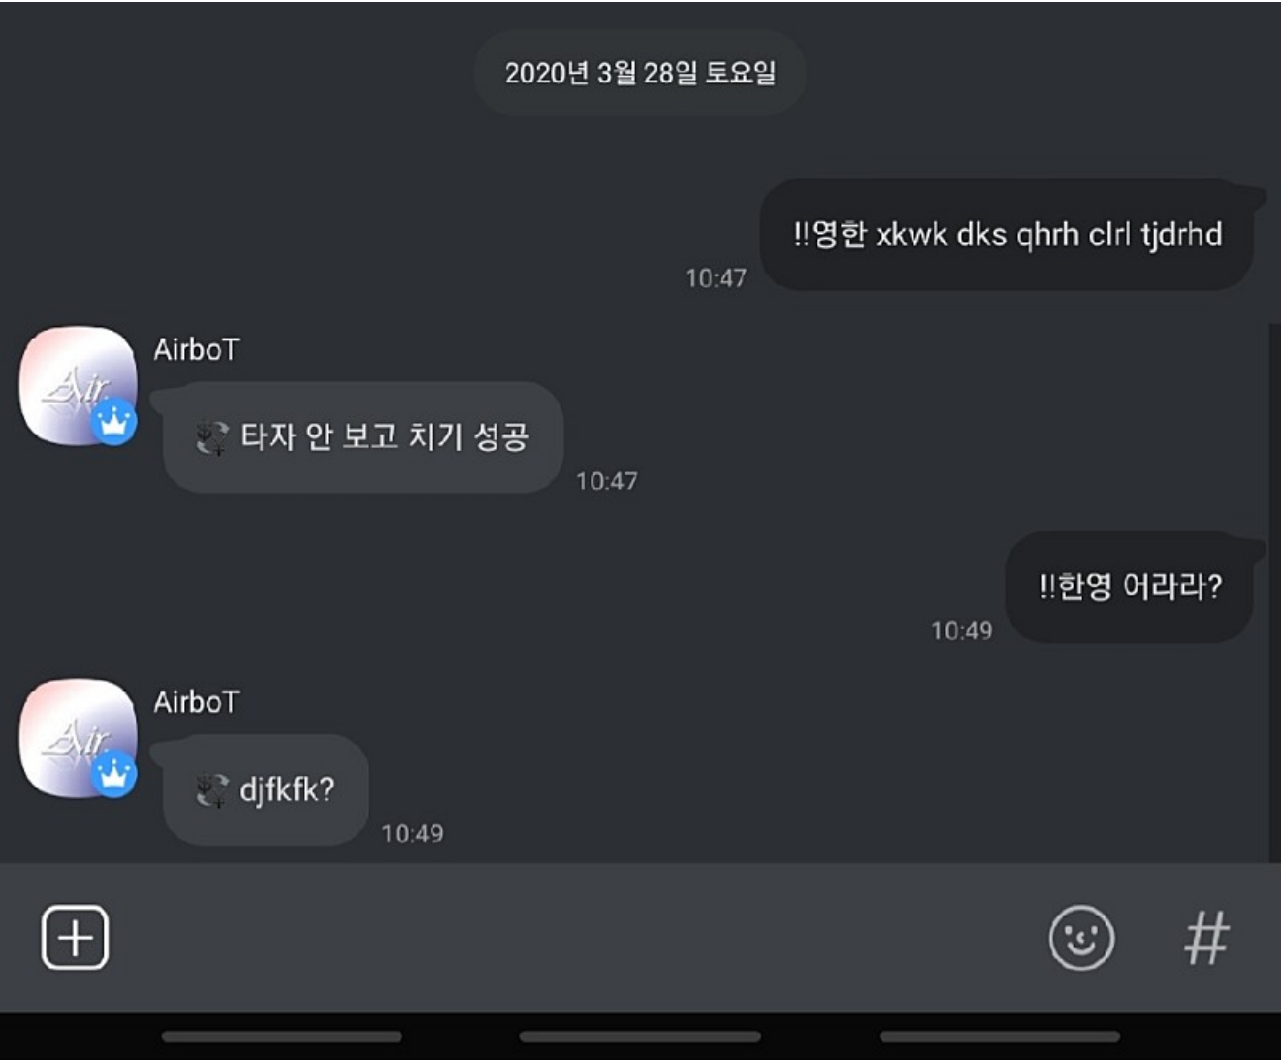 2020년 3월 28일 토요일
!!영한 xkwk dks qhrh clrl tjdrhd
10:47
AirboT
타자 안 보고 치기 성공
10:47
!!한영 어라라?
10:49
AirboT
djfkfk?
10:49
Air.
Air.
#